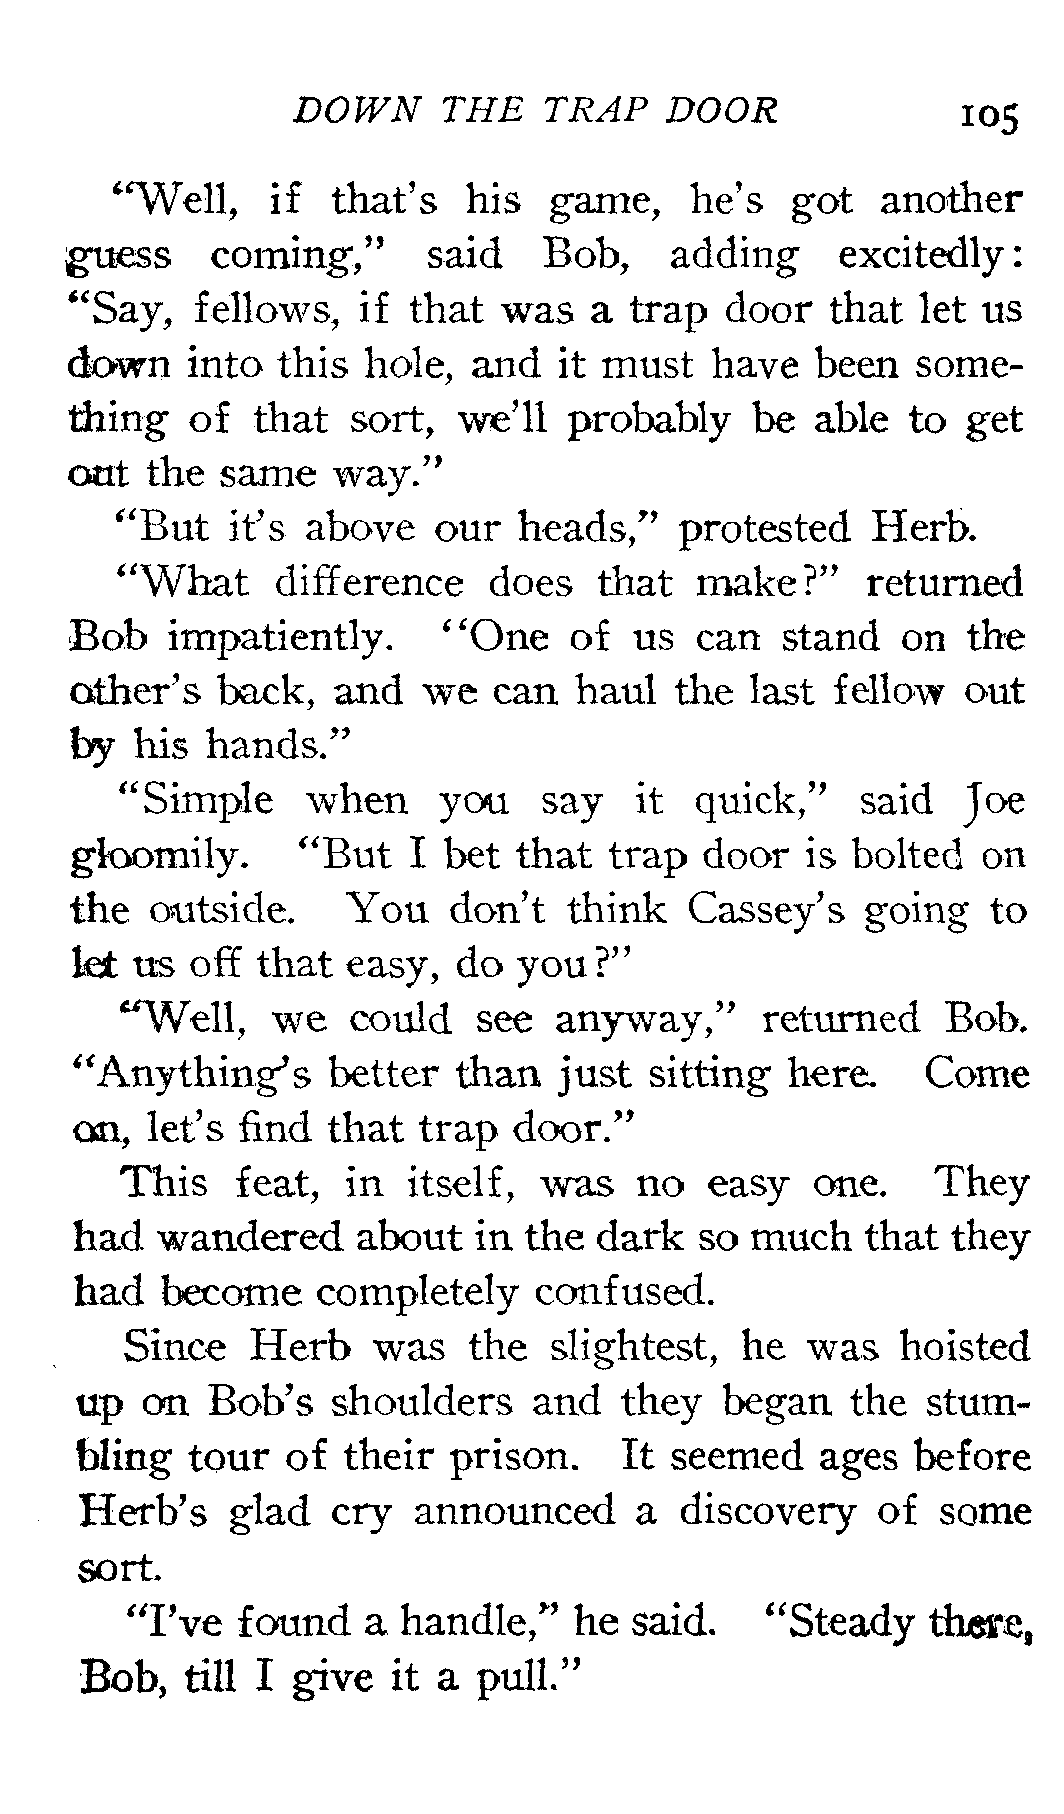 DOWN THE TRAP DOOR 105
“Well, if that’s his game, he’s got another
guess coming,” said Bob, adding excitedly:
“Say, fellows, if that was a trap door that let us
down into this hole, and it must have been some-
thing of that sort, we’ll probably be able to get
out the same way.”
“But it’s above our heads,” protested Herb.
“What difference does that make?” returned
Bob impatiently. “One of us can stand on the
other’s back, and we can haul the last fellow out
by his hands.”
“Simple when you say it quick,” said Joe
gloomily. “But I bet that trap door is bolted on
the outside. You don’t think Cassey’s going to
let us off that easy, do you?”
“Well, we could see anyway,” returned Bob.
“Anything’s better than just sitting here. Come
on, let’s find that trap door.”
This feat, in itself, was no easy one. They
had wandered about in the dark so much that they
had become completely confused.
Since Herb was the slightest, he was hoisted
up on Bob’s shoulders and they began the stum-
bling tour of their prison. It seemed ages before
Herb’s glad cry announced a discovery of some
sort.
“I’ve found a handle,” he said. “Steady there,
Bob, till I give it a pull.”